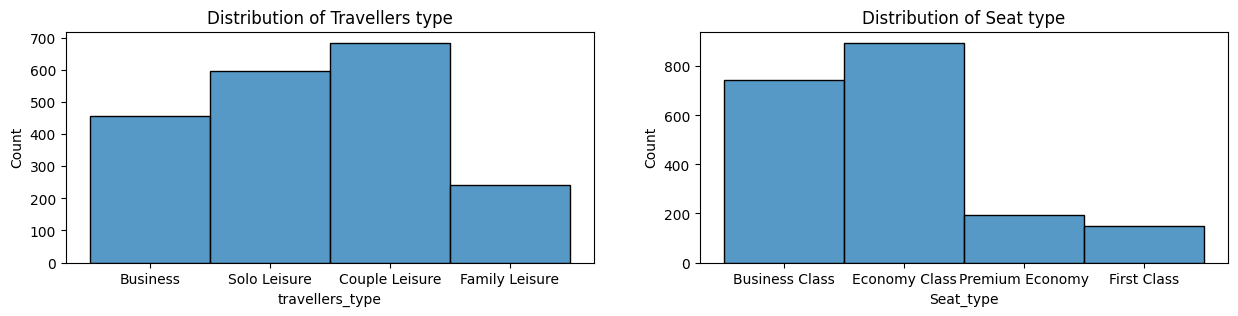 Distribution of Travellers type
700
600
500
400
300
200
100
0
Count
Business Solo Leisure Couple Leisure Family Leisure
travellers_type
Distribution of Seat type
800
600
400
200
0
Count
Business Class Economy Class Premium Economy First Class
Seat_type